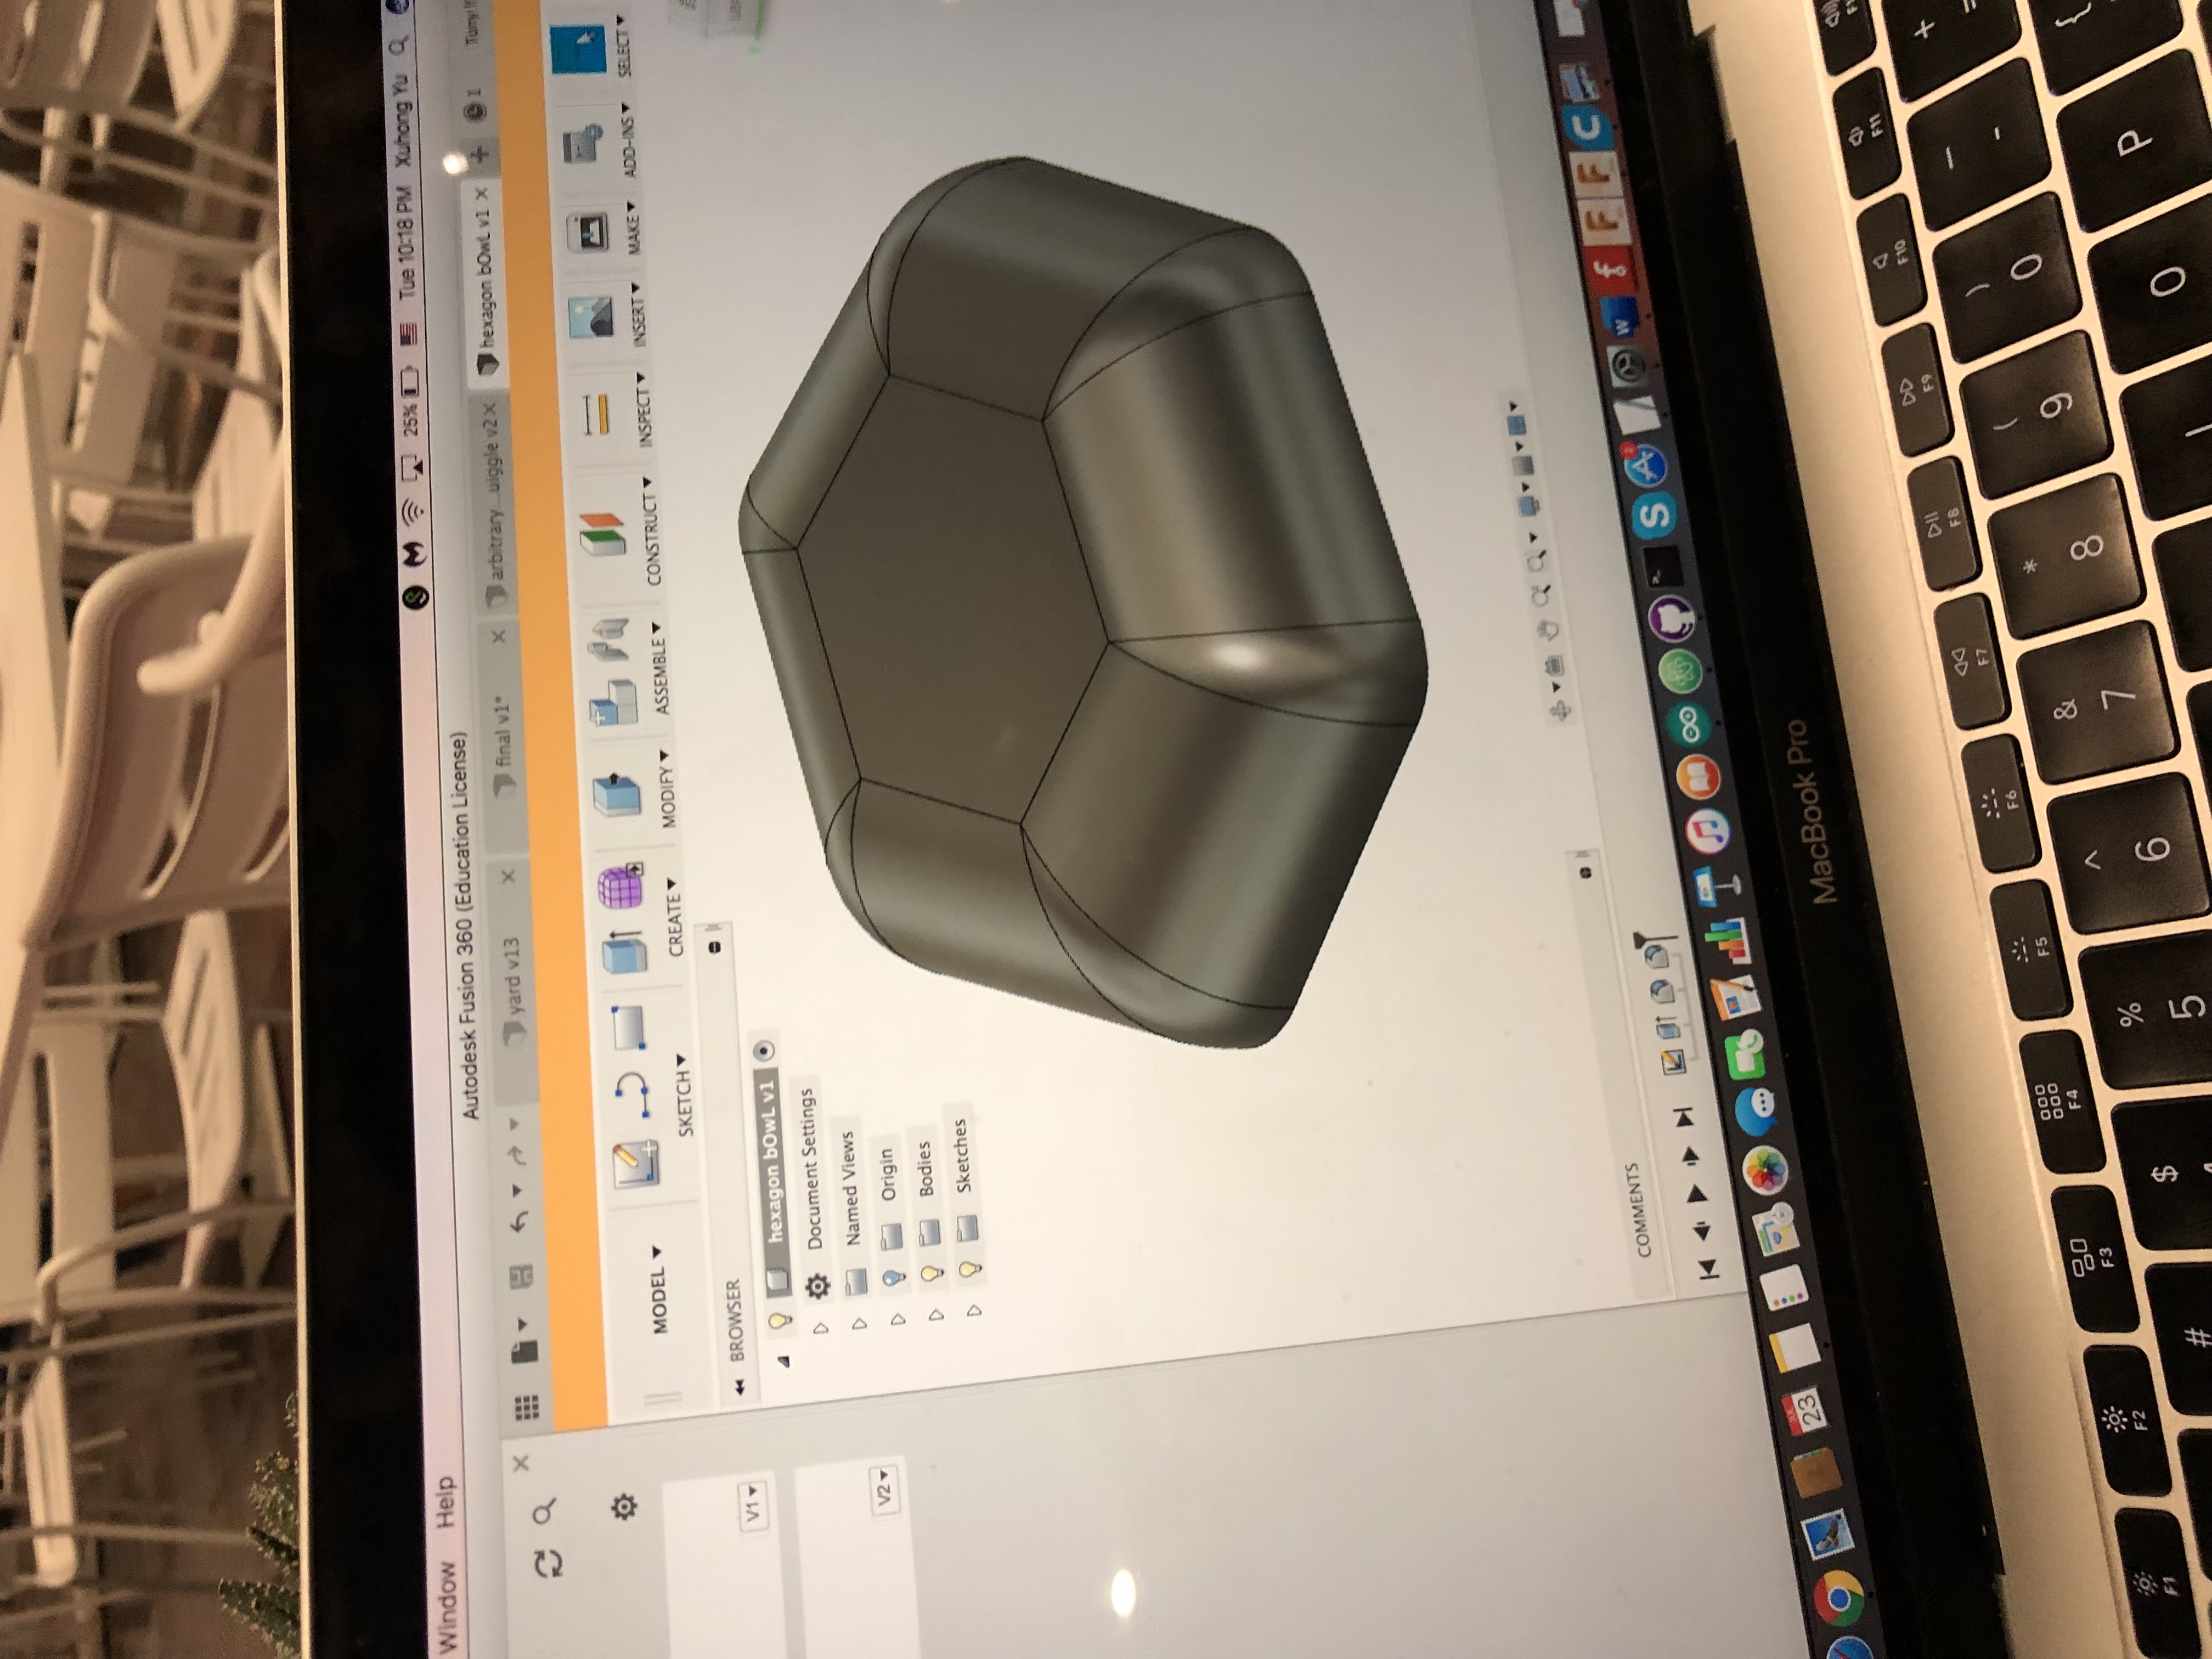 Window Help 25% Tue 10:18 PM Xuhong Yu
Autodesk Fusion 360 (Education License)
yard v13 final v1* arbitrary...uiggle v2 hexagon bOwL v1 1
MODEL SKETCH CREATE MODIFY ASSEMBLE CONSTRUCT INSPECT INSERT MAKE ADD-INS SELECT
BROWSER
V1
hexagon bOwL v1
Document Settings
Named Views
V2
Origin
Bodies
Sketches
COMMENTS
23
MacBook Pro
F1 F2 F3 F4 F5 F6 F7 F8 F9 F10 F11
# $ % 5 ^ 6 & 7 * 8 ( 9 ) 0 - + =
O P {